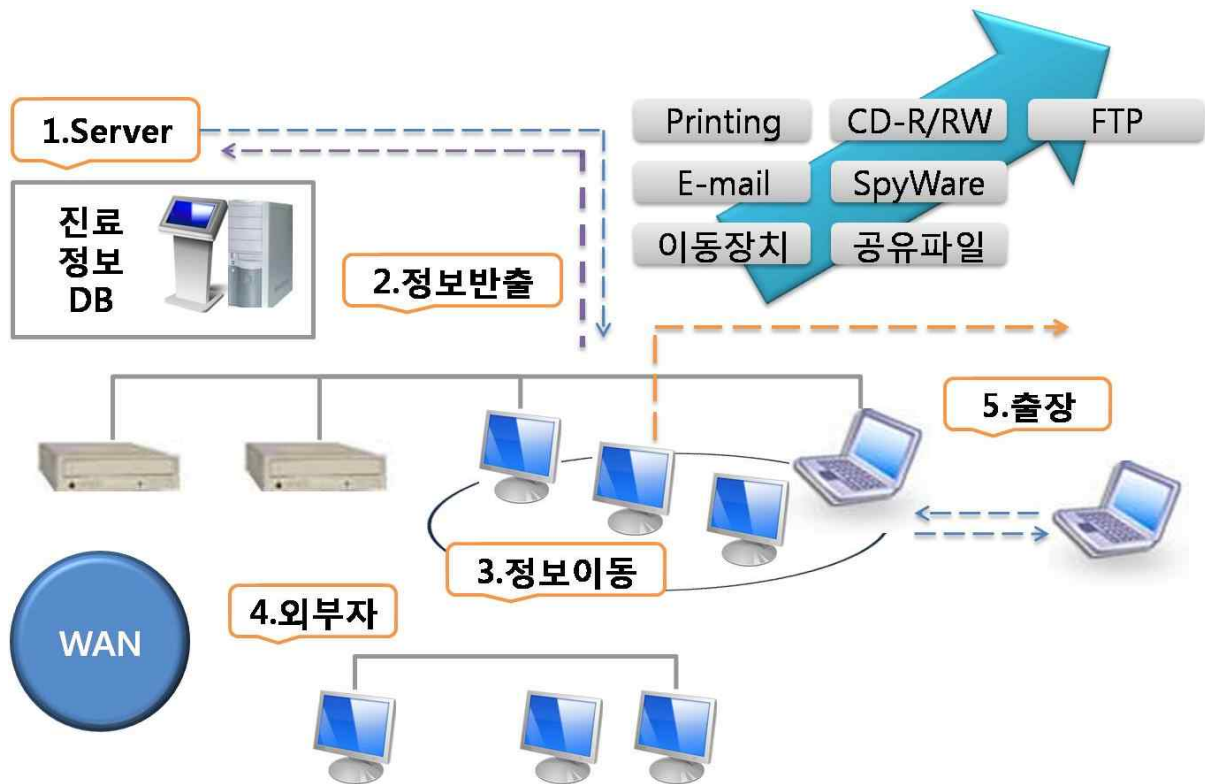 1.Server
진료
정보
DB
2.정보반출
Printing
CD-R/RW
FTP
E-mail
SpyWare
이동장치
공유파일
5.출장
3.정보이동
4.외부자
WAN